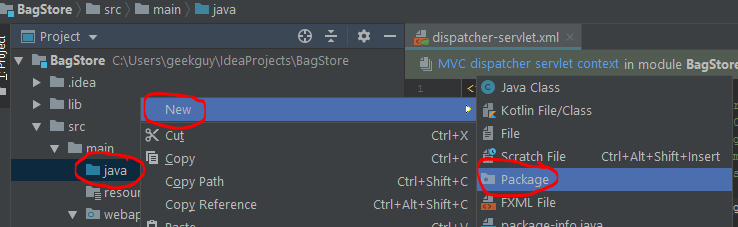 BagStore src main java
Project dispatcher-servlet.xml
BagStore C:\Users\geekguy\IdeaProjects\BagStore
MVC dispatcher servlet context in module BagStore
.idea
1 <
Java Class
lib
New
Kotlin File/Class
src
Cut Ctrl+X
File
main
Copy Ctrl+C
Scratch File Ctrl+Alt+Shift+Insert
java
Copy Path Ctrl+Shift+C
Package
Copy Reference Ctrl+Alt+Shift+C
FXML File
Paste Ctrl+V
package-info.java